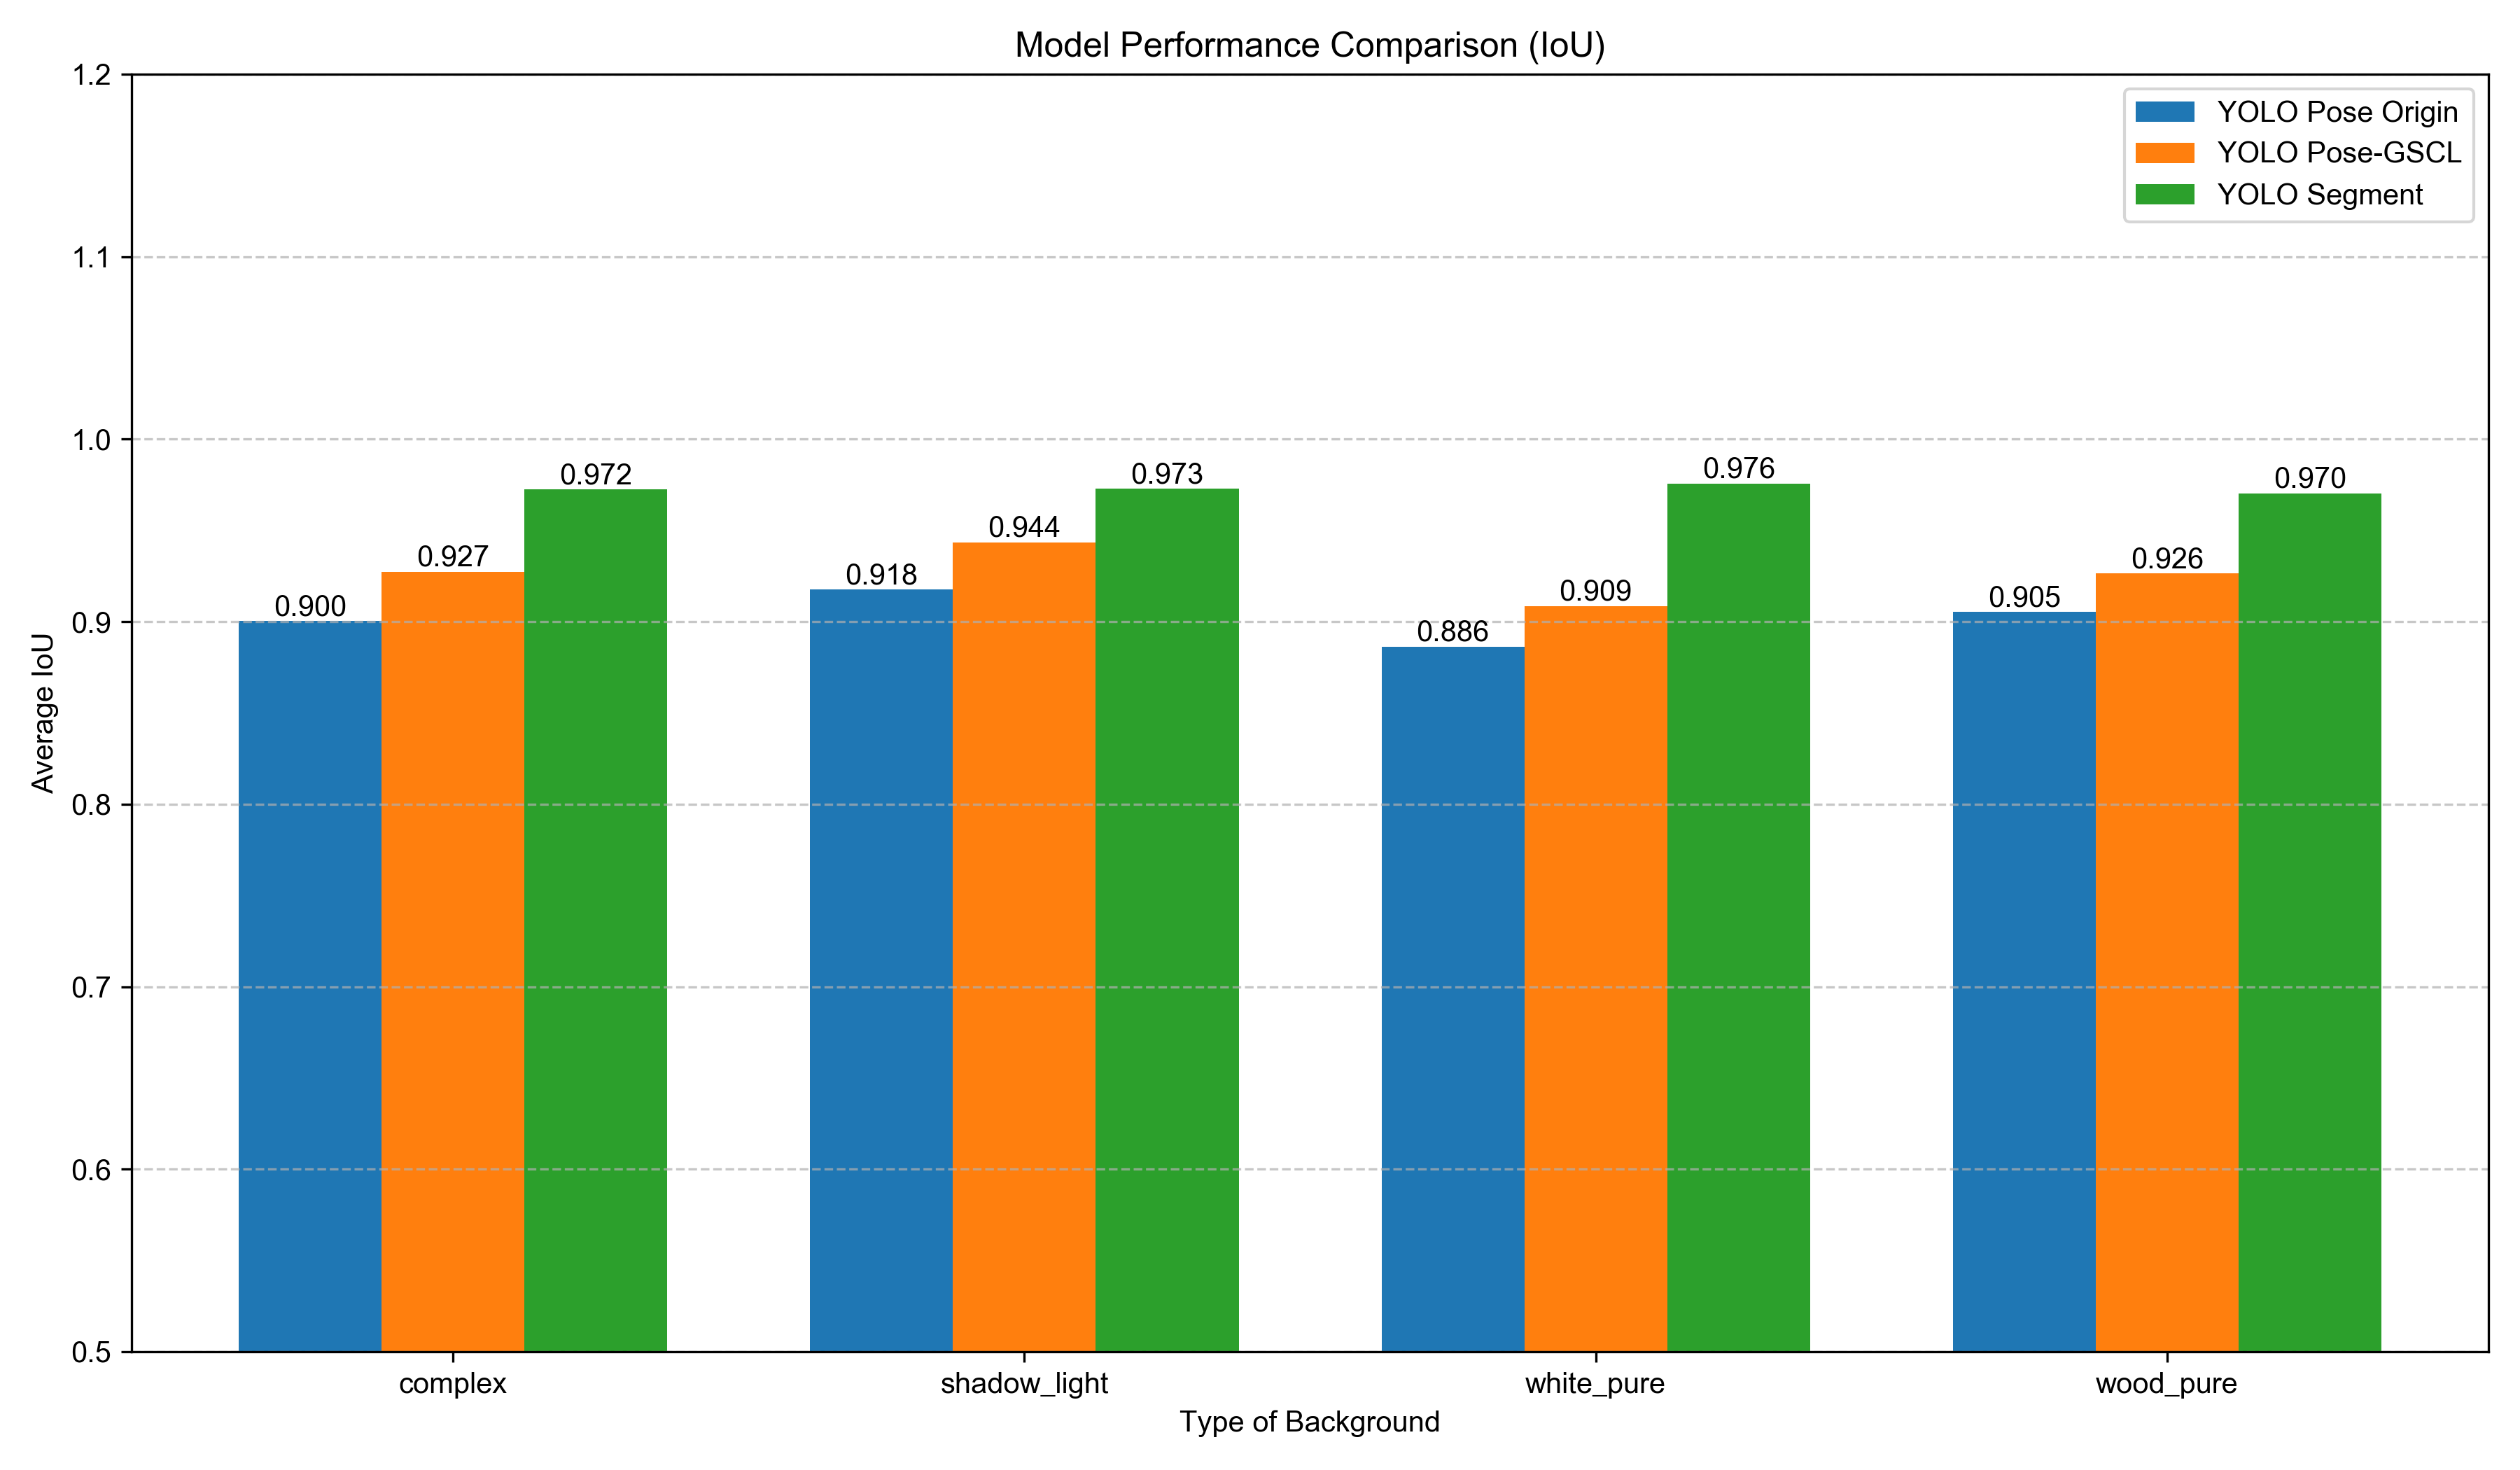 Model Performance Comparison (IoU)
1.2
1.1
1.0
0.9
0.8
0.7
0.6
0.5
Average IoU
YOLO Pose Origin
YOLO Pose-GSCL
YOLO Segment
0.900
0.927
0.972
0.918
0.944
0.973
0.886
0.909
0.976
0.905
0.926
0.970
complex
shadow_light
white_pure
wood_pure
Type of Background